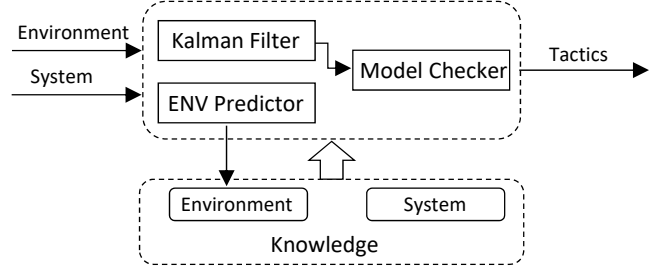 Environment
Kalman Filter
Model Checker
Tactics
System
ENV Predictor
Environment
System
Knowledge